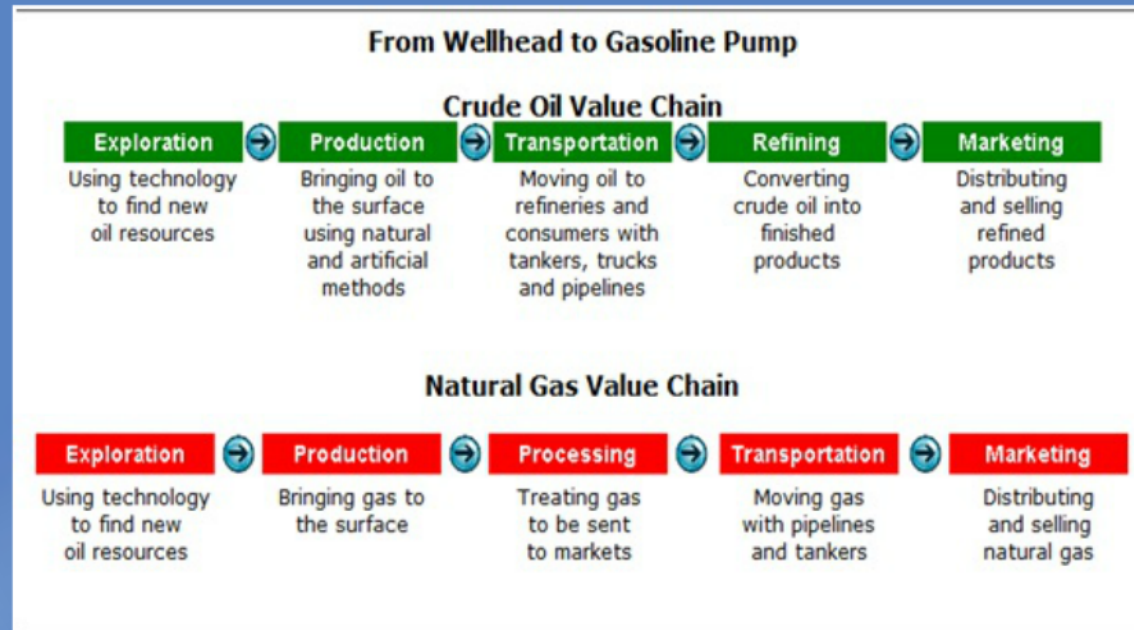 From Wellhead to Gasoline Pump
Crude Oil Value Chain
Exploration
Production
Transportation
Refining
Marketing
Using technology
to find new
oil resources
Bringing oil to
the surface
using natural
and artificial
methods
Moving oil to
refineries and
consumers with
tankers, trucks
and pipelines
Converting
crude oil into
finished
products
Distributing
and selling
refined
products
Natural Gas Value Chain
Exploration
Production
Processing
Transportation
Marketing
Using technology
to find new
oil resources
Bringing gas to
the surface
Treating gas
to be sent
to markets
Moving gas
with pipelines
and tankers
Distributing
and selling
natural gas